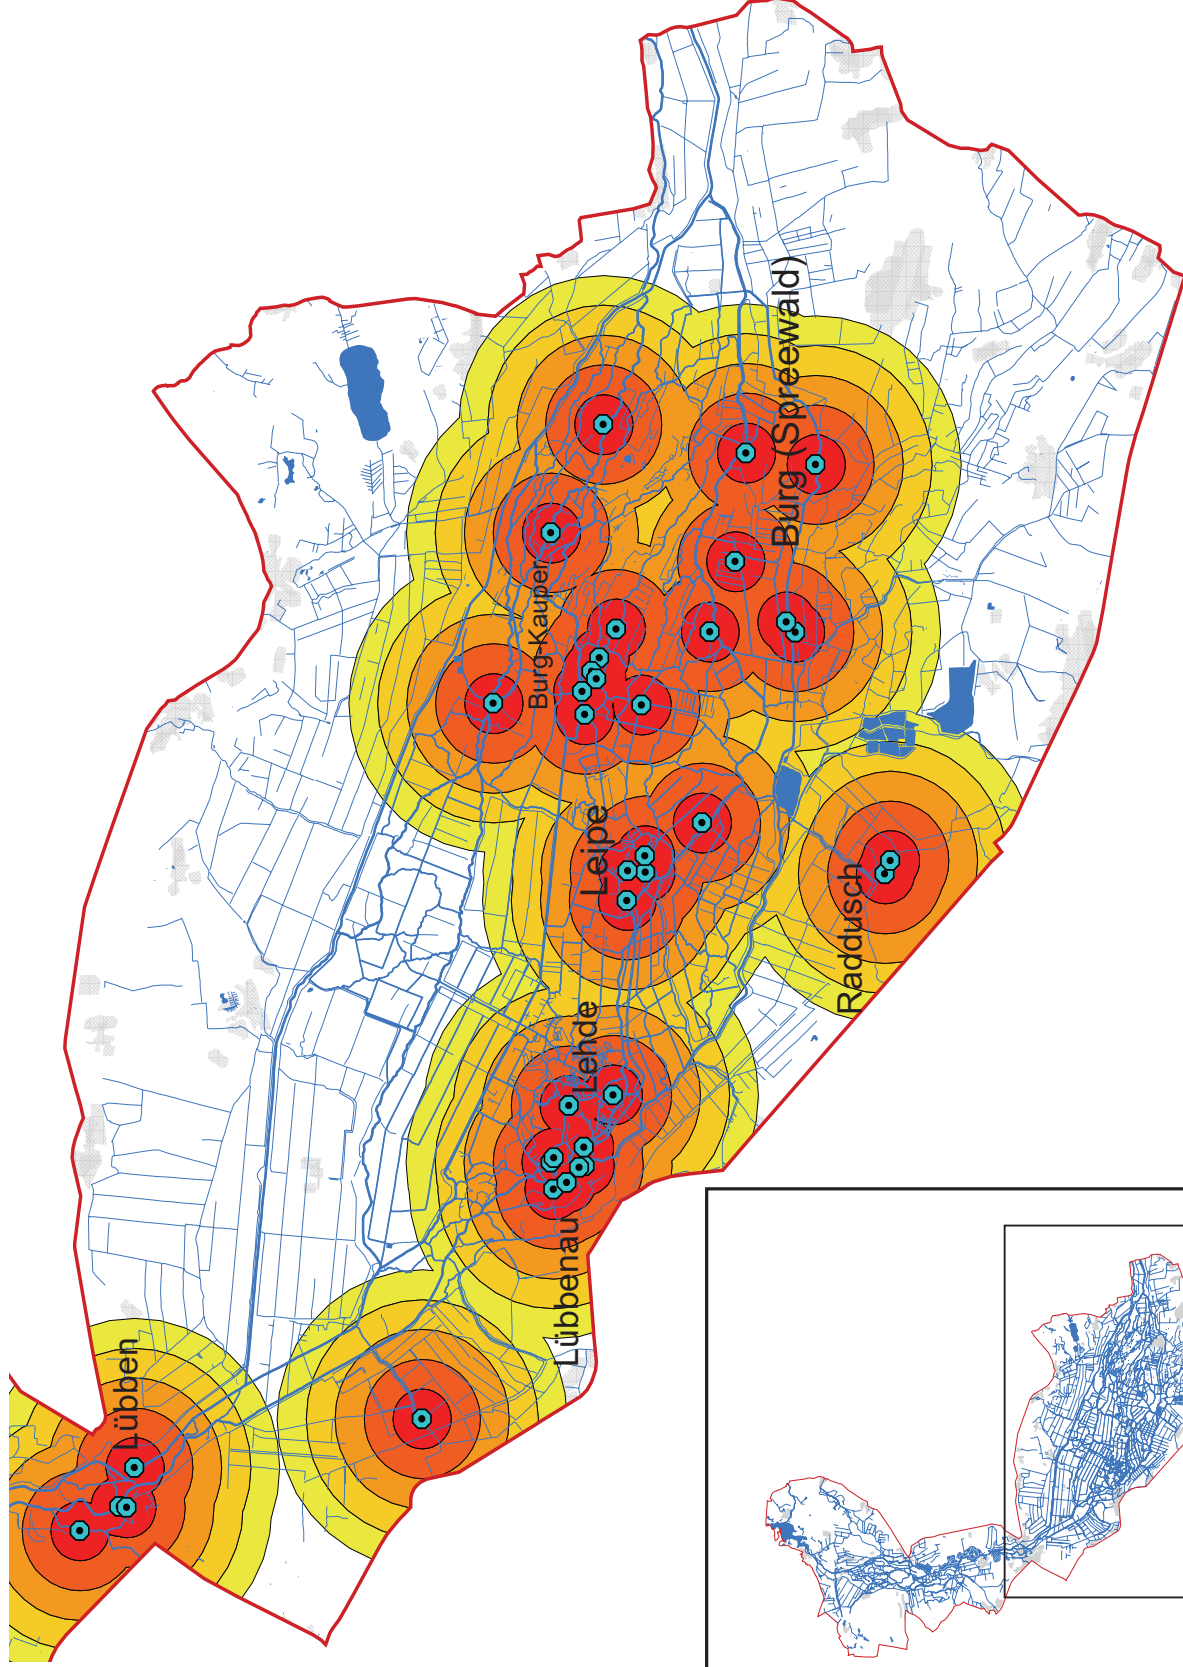 Burg (Spreewald)
Burg-Kauper
Leipe
Raddusch
Lehde
Lübbenau
Lübben